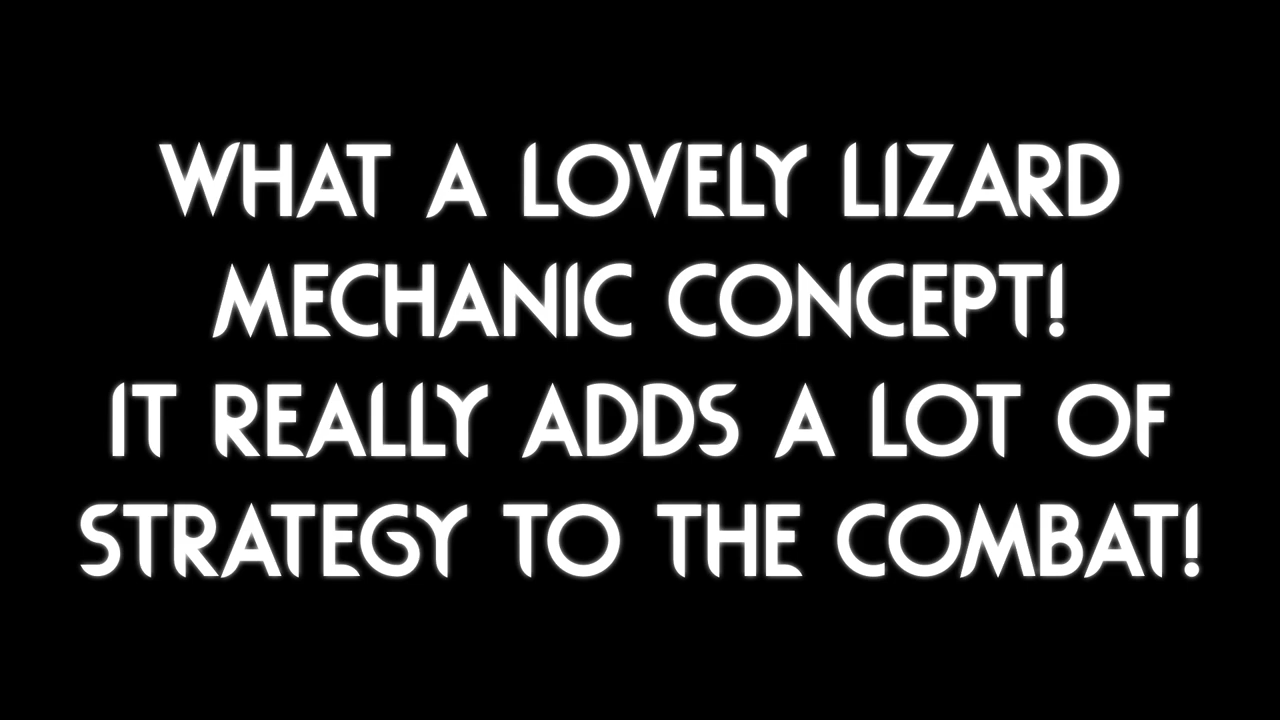 WHAT A LOVELY LIZARD
MECHANIC CONCEPT!
IT REALLY ADDS A LOT OF
STRATEGY TO THE COMBAT!